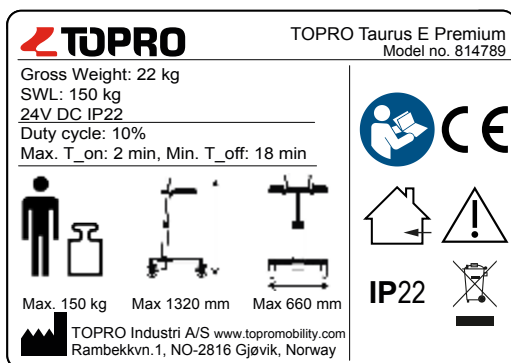 TOPRO
TOPRO Taurus E Premium
Model no. 814789
Gross Weight: 22 kg
SWL: 150 kg
24V DC IP22
Duty cycle: 10%
Max. T_on: 2 min, Min. T_off: 18 min
CE
Max. 150 kg Max 1320 mm Max 660 mm
IP22
TOPRO Industri A/S www.topromobility.com
Rambekkvn.1, NO-2816 Gjøvik, Norway